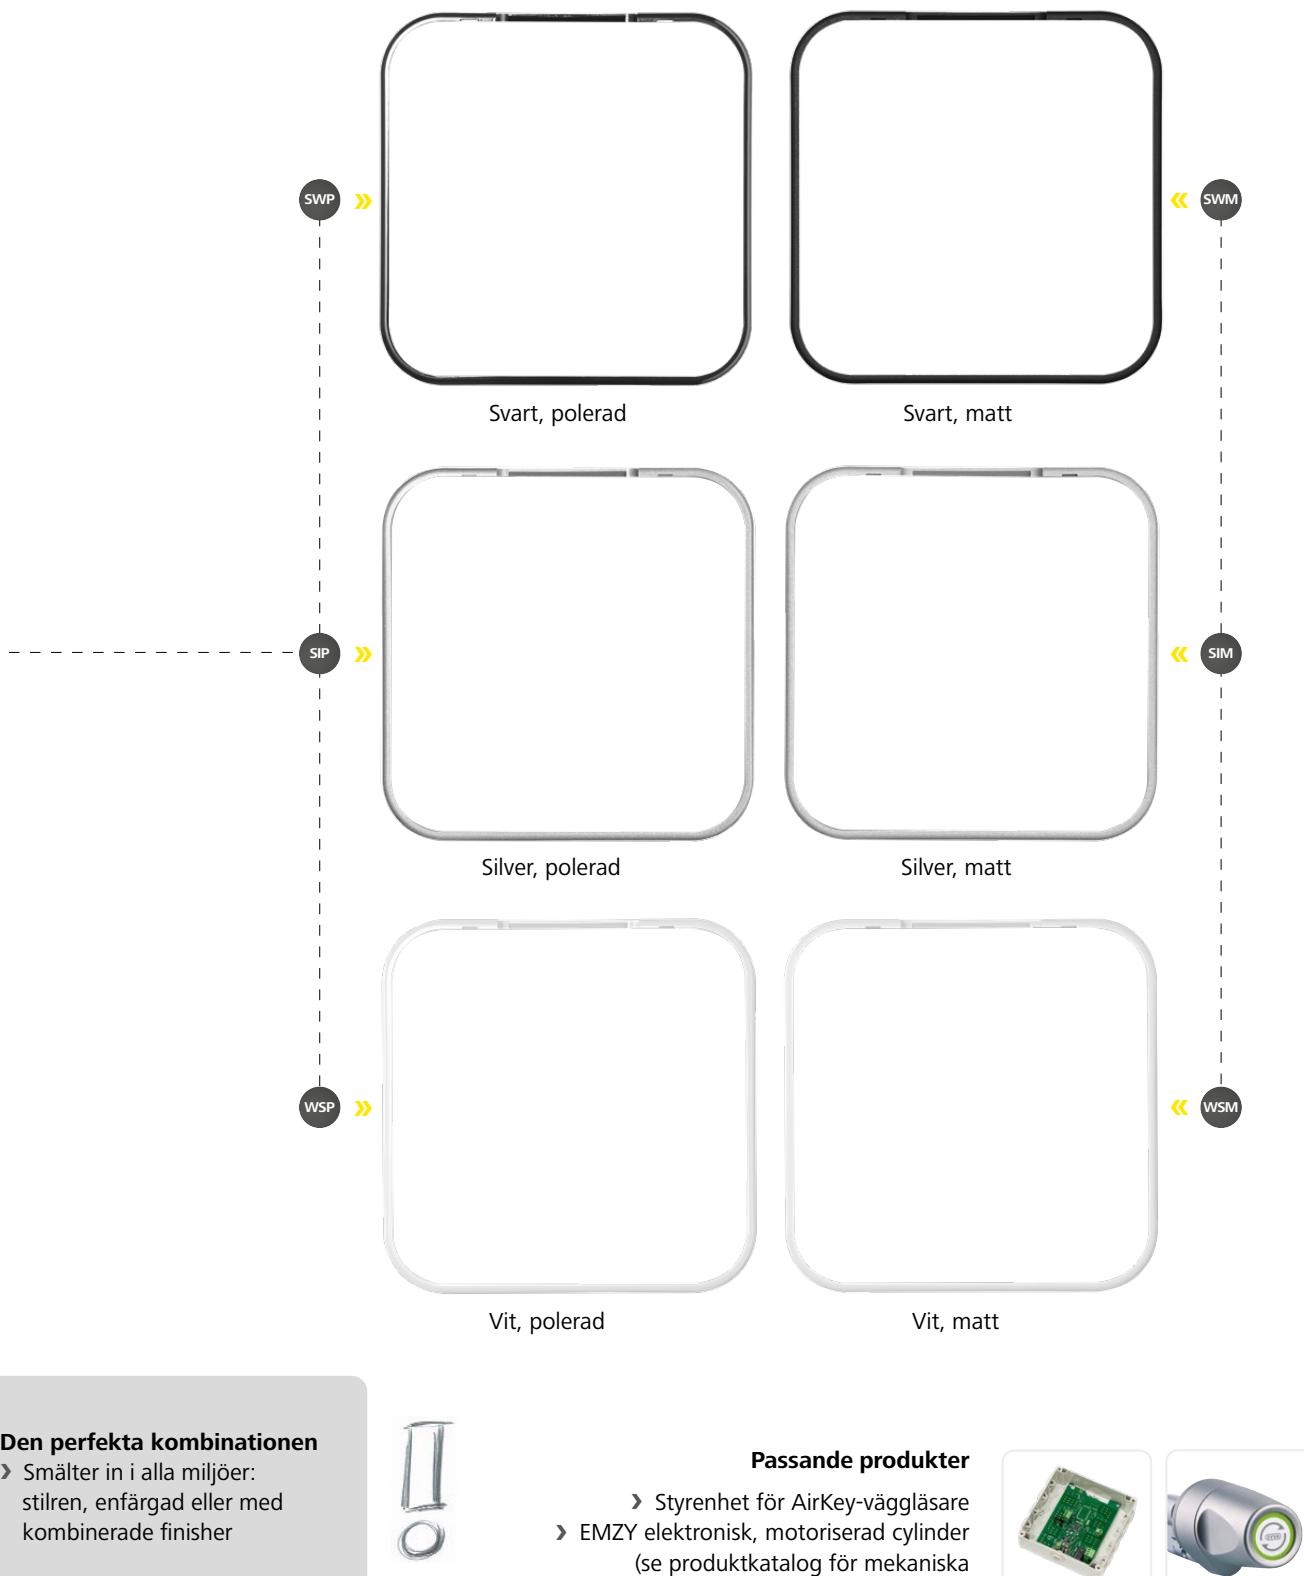 SWP
SWM
Svart, polerad
Svart, matt
SIP
SIM
Silver, polerad
Silver, matt
WSP
WSM
Vit, polerad
Vit, matt
Den perfekta kombinationen
› Smälter in i alla miljöer:
stilren, enfärgad eller med
kombinerade finisher
Passande produkter
› Styrenhet för AirKey-väggläsare
› EMZY elektronisk, motoriserad cylinder
(se produktkatalog för mekaniska